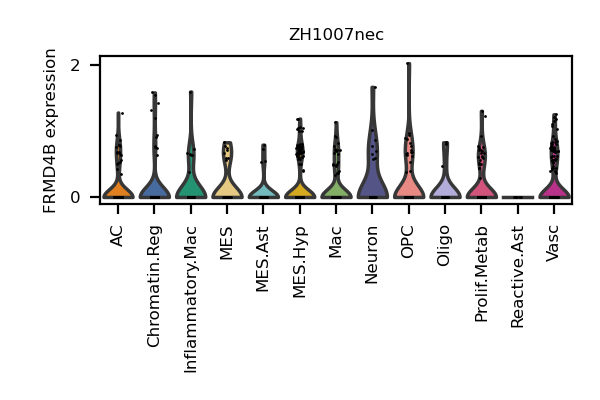 ZH1007nec
FRMD4B expression
2
0
AC
Chromatin.Reg
Inflammatory.Mac
MES
MES.Ast
MES.Hyp
Mac
Neuron
OPC
Oligo
Prolif.Metab
Reactive.Ast
Vasc